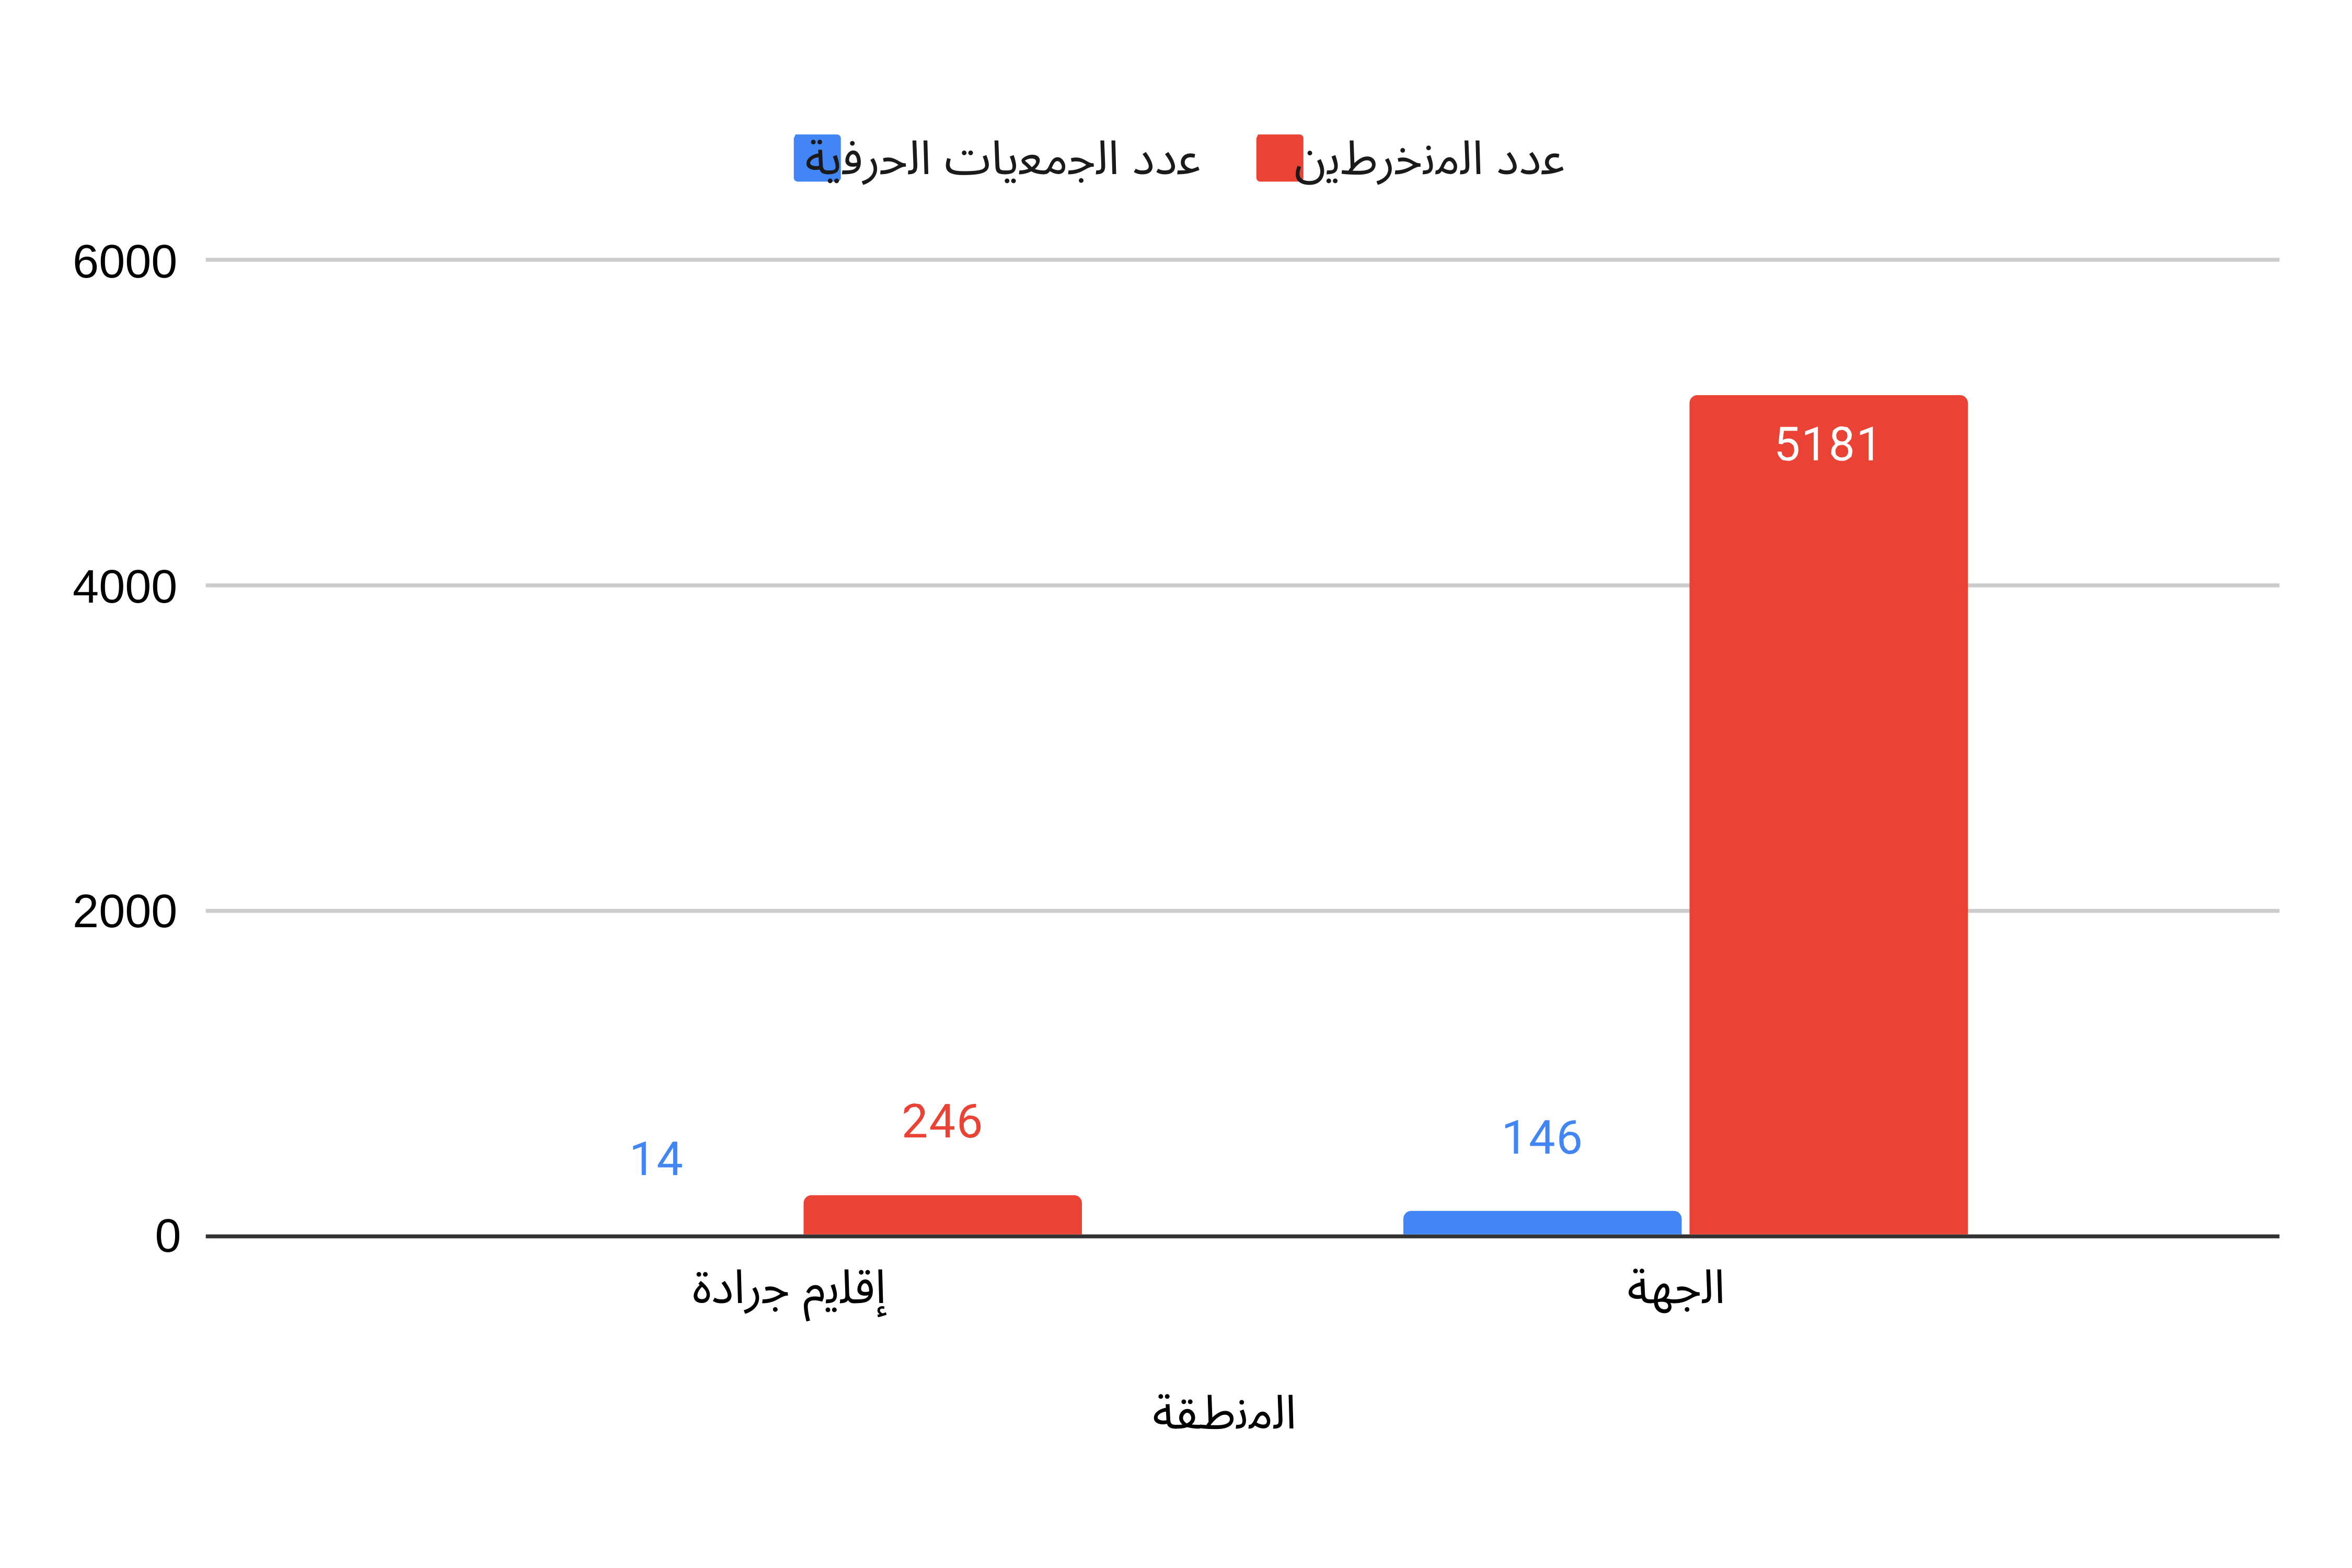 عدد الجمعيات الحرفية عدد المنخرطين
6000
4000
2000
0
5181
246
146
14
إقليم جرادة الجهة
المنطقة